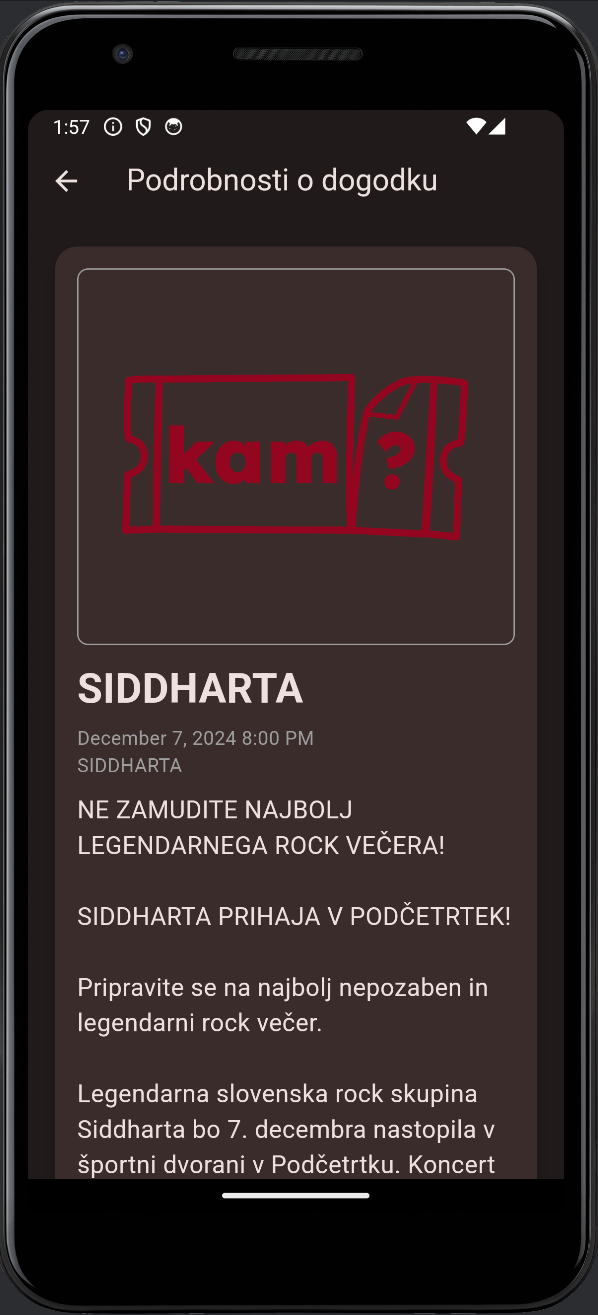 1:57
Podrobnosti o dogodku
kam ?
SIDDHARTA
December 7, 2024 8:00 PM
SIDDHARTA
NE ZAMUDITE NAJBOLJ
LEGENDARNEGA ROCK VEČERA!
SIDDHARTA PRIHAJA V PODČETRTEK!
Pripravite se na najbolj nepozaben in
legendarni rock večer.
Legendarna slovenska rock skupina
Siddharta bo 7. decembra nastopila v
športni dvorani v Podčetrtku. Koncert